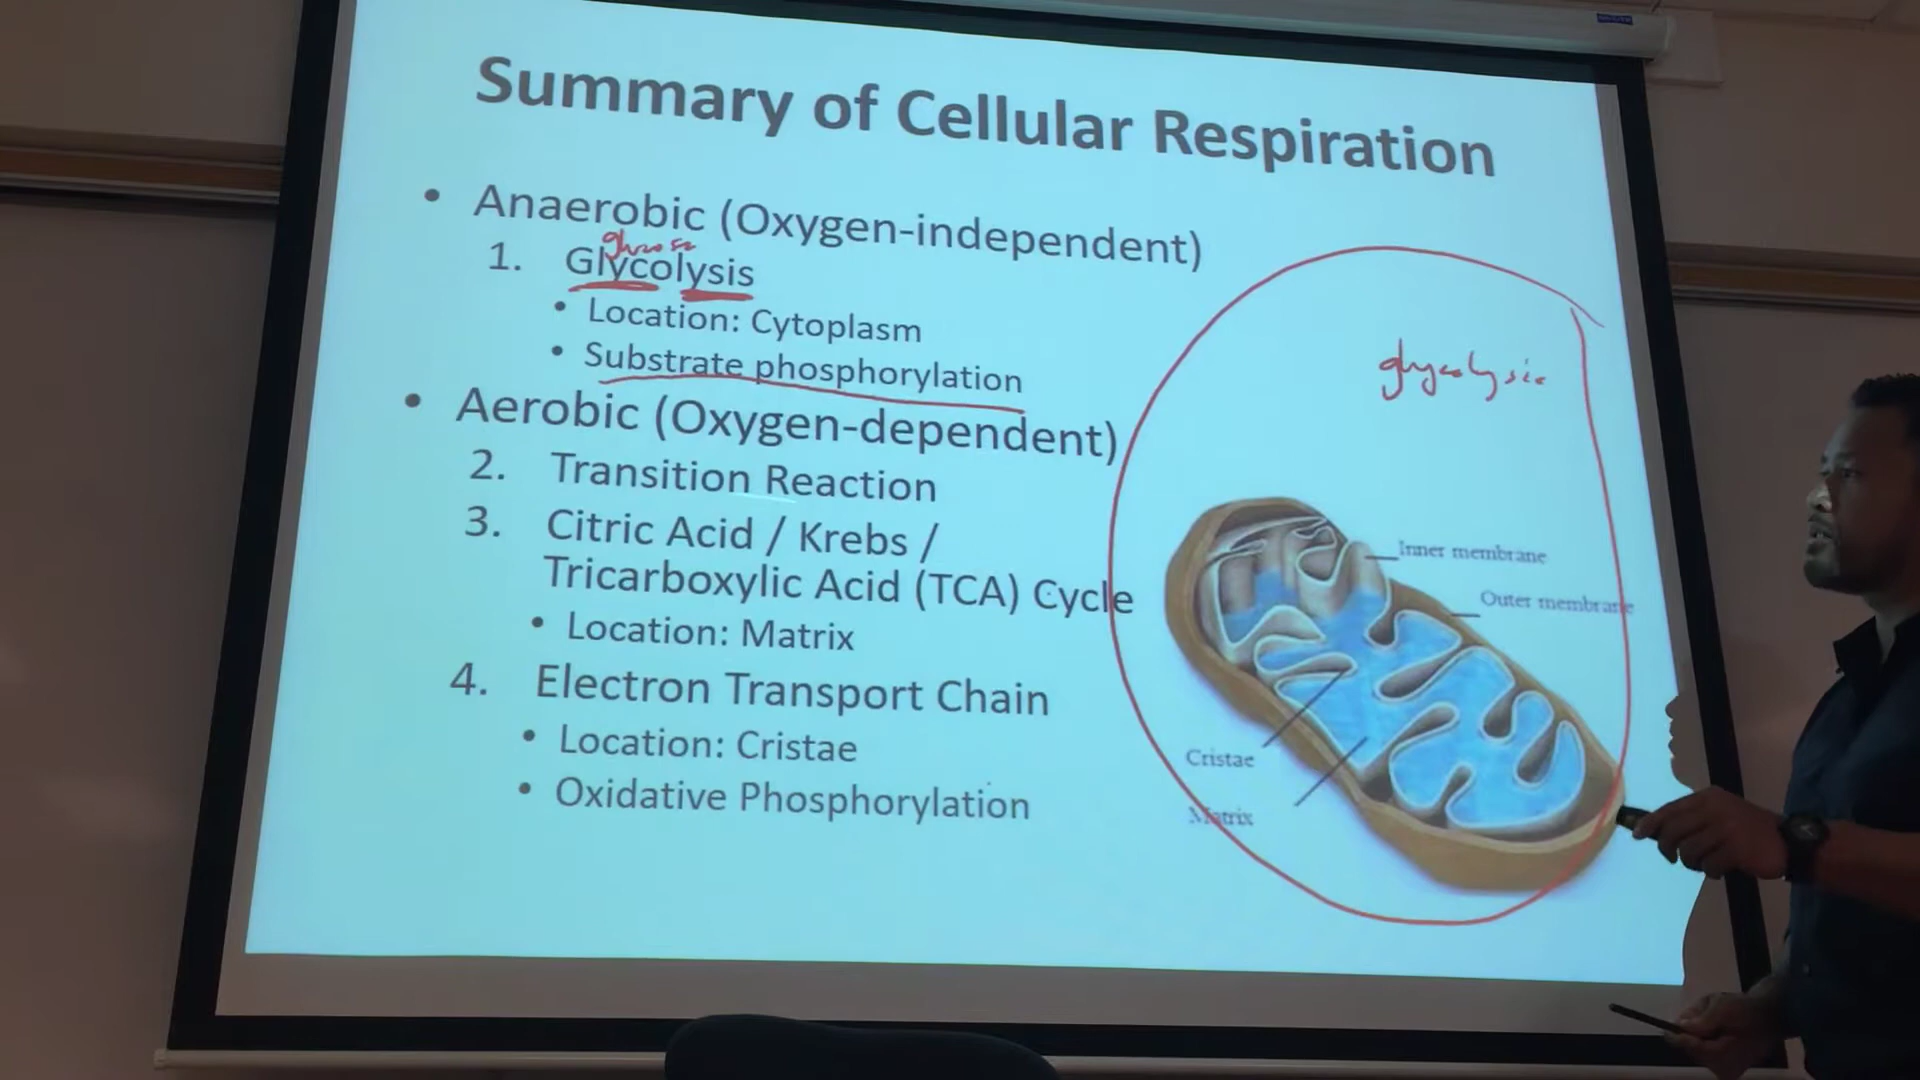 Summary of Cellular Respiration
• Anaerobic (Oxygen-independent)
glucose
1. Glycolysis
• Location: Cytoplasm
• Substrate phosphorylation
• Aerobic (Oxygen-dependent)
2. Transition Reaction
3. Citric Acid / Krebs /
Tricarboxylic Acid (TCA) Cycle
• Location: Matrix
4. Electron Transport Chain
• Location: Cristae
• Oxidative Phosphorylation
glycolysis
Inner membrane
Outer membrane
Cristae
Matrix